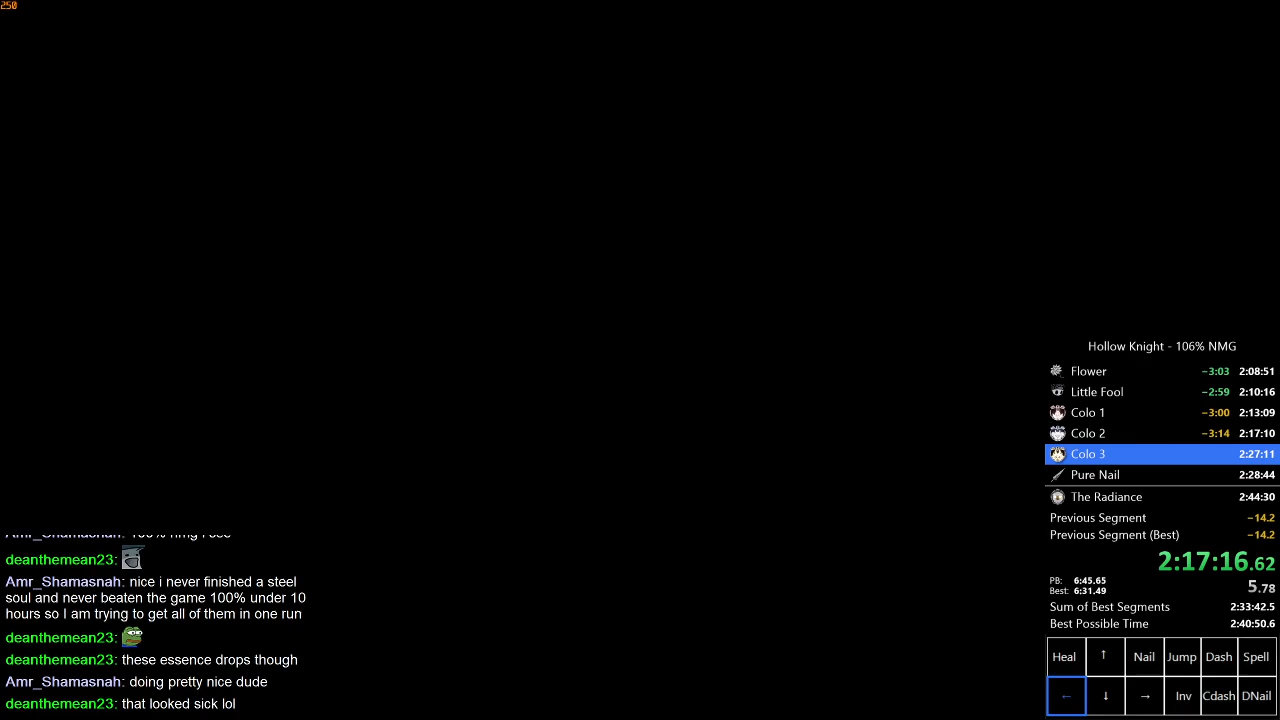 250
Hollow Knight - 106% NMG
Flower −3:03 2:08:51
Little Fool −2:59 2:10:16
Colo 1 −3:00 2:13:09
Colo 2 −3:14 2:17:10
Colo 3 2:27:11
Pure Nail 2:28:44
The Radiance 2:44:30
Previous Segment −14.2
Previous Segment (Best) −14.2
2:17:16.62
PB: 6:45.65
Best: 6:31.49
5.78
Sum of Best Segments 2:33:42.5
Best Possible Time 2:40:50.6
Heal ↑ Nail Jump Dash Spell
← ↓ → Inv Cdash DNail
Amr_Shamasnah: 100% nmg i see
deanthemean23:
Amr_Shamasnah: nice i never finished a steel
soul and never beaten the game 100% under 10
hours so I am trying to get all of them in one run
deanthemean23:
deanthemean23: these essence drops though
Amr_Shamasnah: doing pretty nice dude
deanthemean23: that looked sick lol